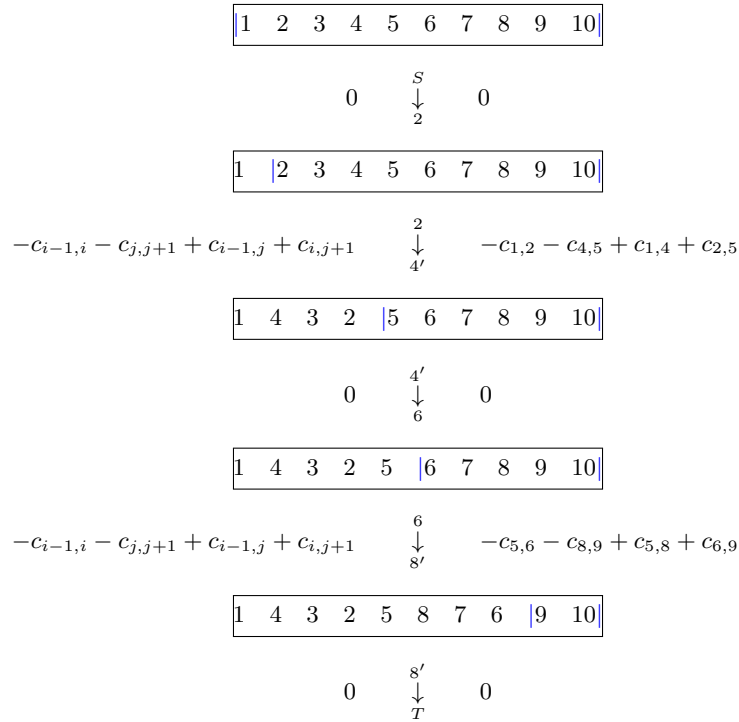 |1 2 3 4 5 6 7 8 9 10|
S
0 ↓ 0
2
1 |2 3 4 5 6 7 8 9 10|
2
−c_{i−1,i} − c_{j,j+1} + c_{i−1,j} + c_{i,j+1} ↓ −c_{1,2} − c_{4,5} + c_{1,4} + c_{2,5}
4′
1 4 3 2 |5 6 7 8 9 10|
4′
0 ↓ 0
6
1 4 3 2 5 |6 7 8 9 10|
6
−c_{i−1,i} − c_{j,j+1} + c_{i−1,j} + c_{i,j+1} ↓ −c_{5,6} − c_{8,9} + c_{5,8} + c_{6,9}
8′
1 4 3 2 5 8 7 6 |9 10|
8′
0 ↓ 0
T